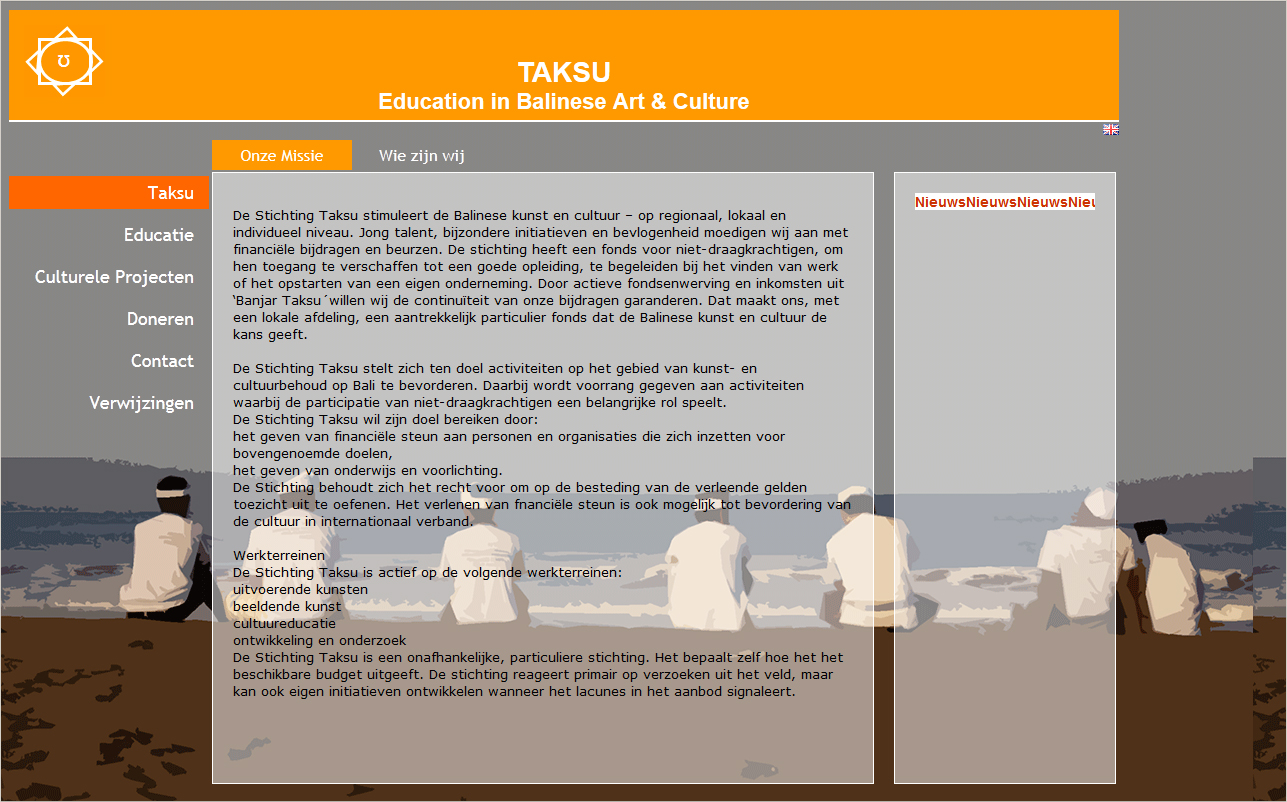 TAKSU
Education in Balinese Art & Culture
Onze Missie
Wie zijn wij
Taksu
Educatie
Culturele Projecten
Doneren
Contact
Verwijzingen
De Stichting Taksu stimuleert de Balinese kunst en cultuur – op regionaal, lokaal en
individueel niveau. Jong talent, bijzondere initiatieven en bevlogenheid moedigen wij aan met
financiële bijdragen en beurzen. De stichting heeft een fonds voor niet-draagkrachtigen, om
hen toegang te verschaffen tot een goede opleiding, te begeleiden bij het vinden van werk
of het opstarten van een eigen onderneming. Door actieve fondsenwerving en inkomsten uit
‘Banjar Taksu´willen wij de continuïteit van onze bijdragen garanderen. Dat maakt ons, met
een lokale afdeling, een aantrekkelijk particulier fonds dat de Balinese kunst en cultuur de
kans geeft.
De Stichting Taksu stelt zich ten doel activiteiten op het gebied van kunst- en
cultuurbehoud op Bali te bevorderen. Daarbij wordt voorrang gegeven aan activiteiten
waarbij de participatie van niet-draagkrachtigen een belangrijke rol speelt.
De Stichting Taksu wil zijn doel bereiken door:
het geven van financiële steun aan personen en organisaties die zich inzetten voor
bovengenoemde doelen,
het geven van onderwijs en voorlichting.
De Stichting behoudt zich het recht voor om op de besteding van de verleende gelden
toezicht uit te oefenen. Het verlenen van fnanciële steun is ook mogelijk tot bevordering van
de cultuur in internationaal verband.
Werkterreinen
De Stichting Taksu is actief op de volgende werkterreinen:
uitvoerende kunsten
beeldende kunst
cultuureducatie
ontwikkeling en onderzoek
De Stichting Taksu is een onafhankelijke, particuliere stichting. Het bepaalt zelf hoe het het
beschikbare budget uitgeeft. De stichting reageert primair op verzoeken uit het veld, maar
kan ook eigen initiatieven ontwikkelen wanneer het lacunes in het aanbod signaleert.
NieuwsNieuwsNieuwsNieu